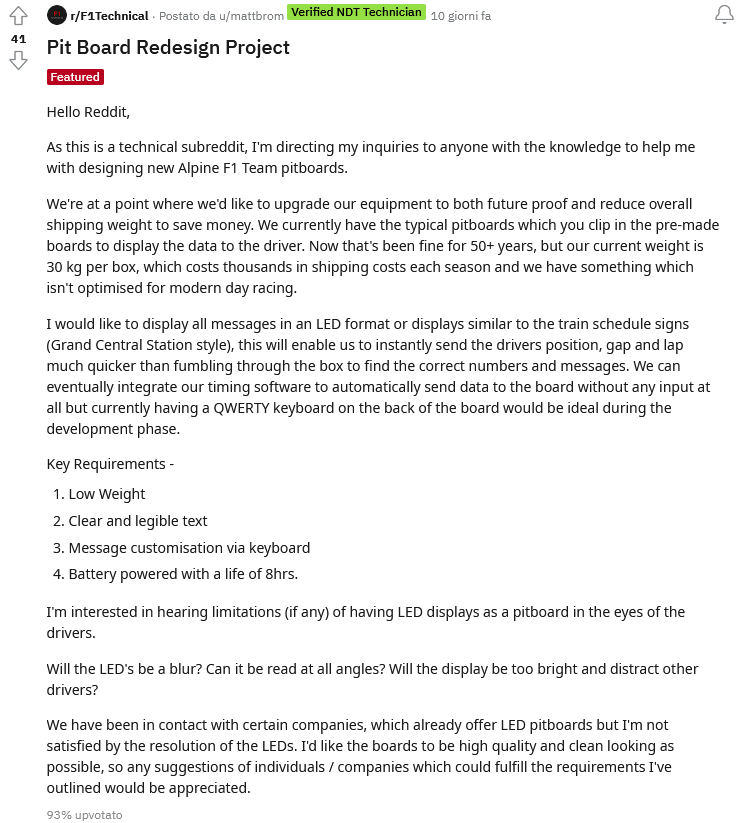 r/F1Technical · Postato da u/mattbrom Verified NDT Technician 10 giorni fa
41
Pit Board Redesign Project
Featured
Hello Reddit,
As this is a technical subreddit, I'm directing my inquiries to anyone with the knowledge to help me
with designing new Alpine F1 Team pitboards.
We're at a point where we'd like to upgrade our equipment to both future proof and reduce overall
shipping weight to save money. We currently have the typical pitboards which you clip in the pre-made
boards to display the data to the driver. Now that's been fine for 50+ years, but our current weight is
30 kg per box, which costs thousands in shipping costs each season and we have something which
isn't optimised for modern day racing.
I would like to display all messages in an LED format or displays similar to the train schedule signs
(Grand Central Station style), this will enable us to instantly send the drivers position, gap and lap
much quicker than fumbling through the box to find the correct numbers and messages. We can
eventually integrate our timing software to automatically send data to the board without any input at
all but currently having a QWERTY keyboard on the back of the board would be ideal during the
development phase.
Key Requirements -
1. Low Weight
2. Clear and legible text
3. Message customisation via keyboard
4. Battery powered with a life of 8hrs.
I'm interested in hearing limitations (if any) of having LED displays as a pitboard in the eyes of the
drivers.
Will the LED's be a blur? Can it be read at all angles? Will the display be too bright and distract other
drivers?
We have been in contact with certain companies, which already offer LED pitboards but I'm not
satisfied by the resolution of the LEDs. I'd like the boards to be high quality and clean looking as
possible, so any suggestions of individuals / companies which could fulfill the requirements I've
outlined would be appreciated.
93% upvotato